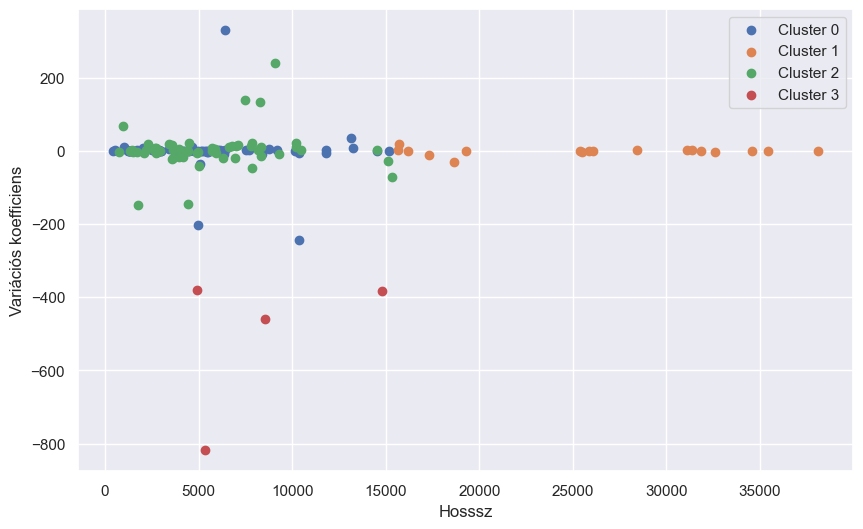 Cluster 0
Cluster 1
Cluster 2
Cluster 3
200
0
−200
−400
−600
−800
Variációs koefficiens
0 5000 10000 15000 20000 25000 30000 35000
Hosssz